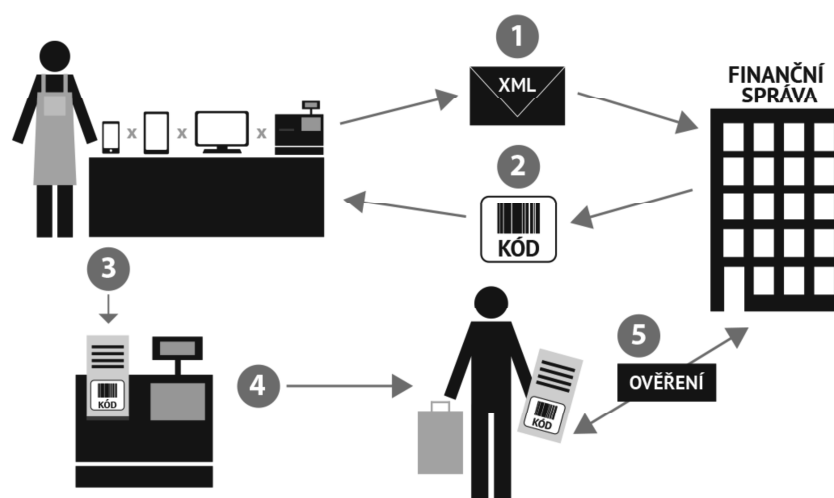 1
XML
FINANČNÍ
SPRÁVA
x x x
2
KÓD
3
KÓD
4
5
OVĚŘENÍ
KÓD